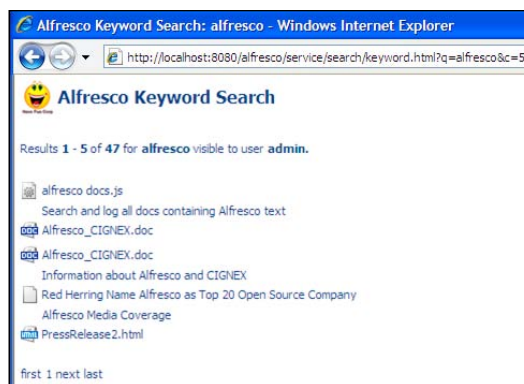 Alfresco Keyword Search: alfresco - Windows Internet Explorer
http://localhost:8080/alfresco/service/search/keyword.html?q=alfresco&c=5
Alfresco Keyword Search
Results 1 - 5 of 47 for alfresco visible to user admin.
alfresco docs.js
Search and log all docs containing Alfresco text
Alfresco_CIGNEX.doc
Alfresco_CIGNEX.doc
Information about Alfresco and CIGNEX
Red Herring Name Alfresco as Top 20 Open Source Company
Alfresco Media Coverage
PressRelease2.html
first 1 next last